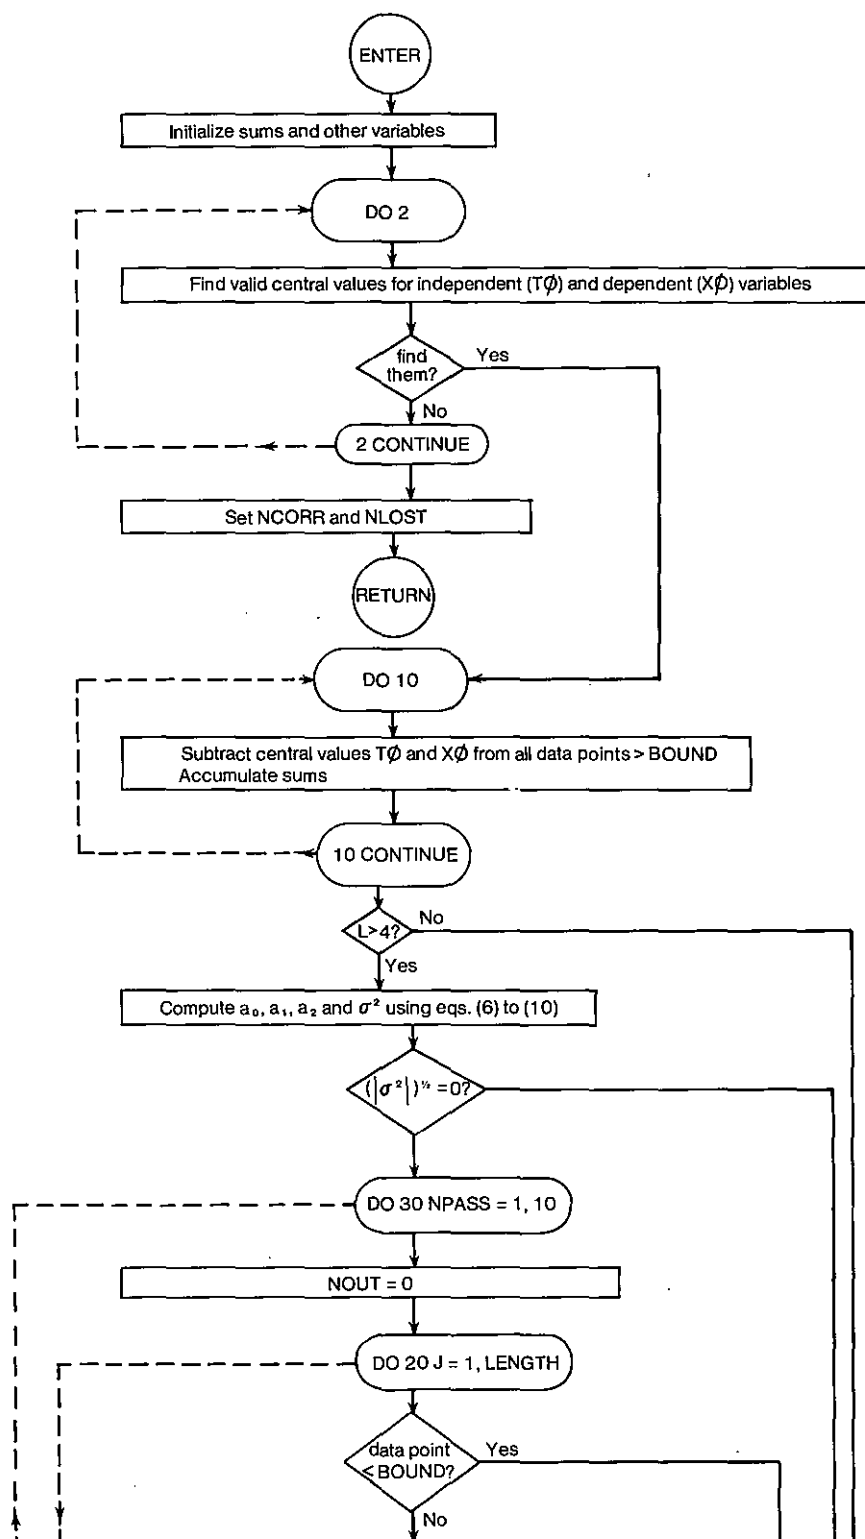 ENTER
Initialize sums and other variables
DO 2
Find valid central values for independent (TØ) and dependent (XØ) variables
find
them?
Yes
No
2 CONTINUE
Set NCORR and NLOST
RETURN
DO 10
Subtract central values TØ and XØ from all data points > BOUND
Accumulate sums
10 CONTINUE
L>4?
No
Yes
Compute a₀, a₁, a₂ and σ² using eqs. (6) to (10)
(|σ²|)^½ = 0?
DO 30 NPASS = 1, 10
NOUT = 0
DO 20 J = 1, LENGTH
data point
< BOUND?
Yes
No